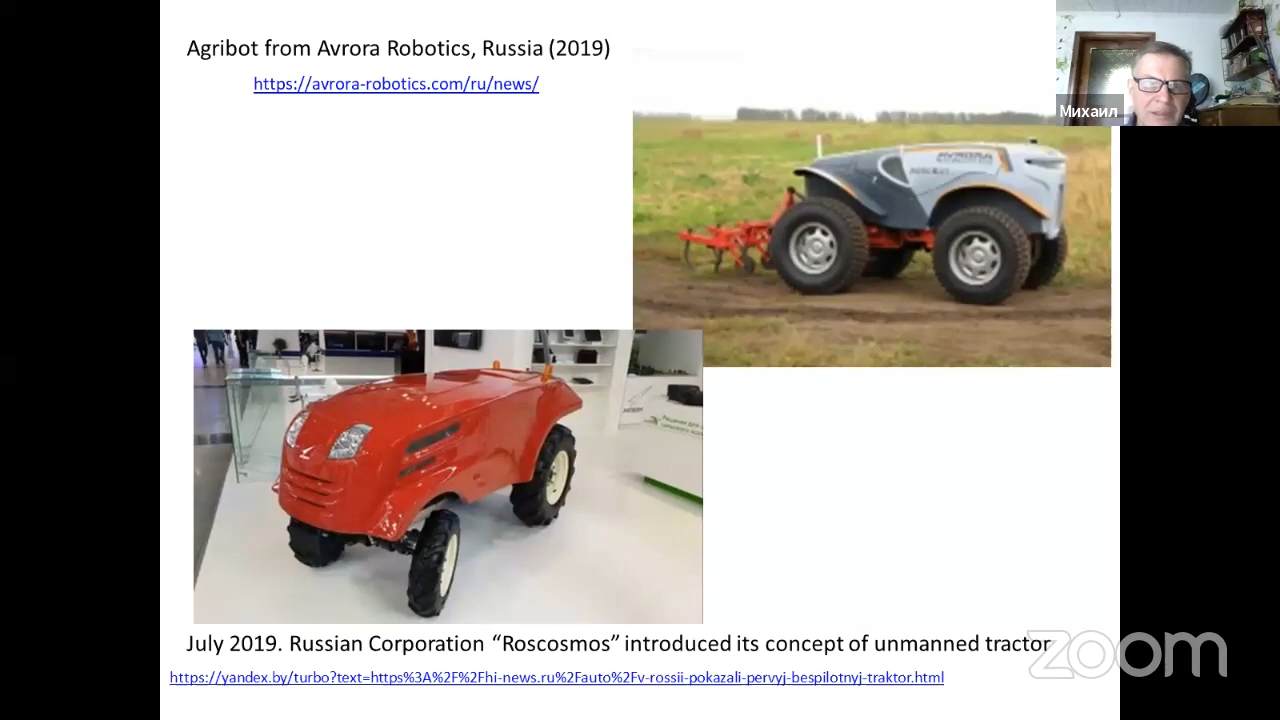 Agribot from Avrora Robotics, Russia (2019)
https://avrora-robotics.com/ru/news/
Михаил
July 2019. Russian Corporation “Roscosmos” introduced its concept of unmanned tractor
zoom
https://yandex.by/turbo?text=https%3A%2F%2Fhi-news.ru%2Fauto%2Fv-rossii-pokazali-pervyj-bespilotnyj-traktor.html